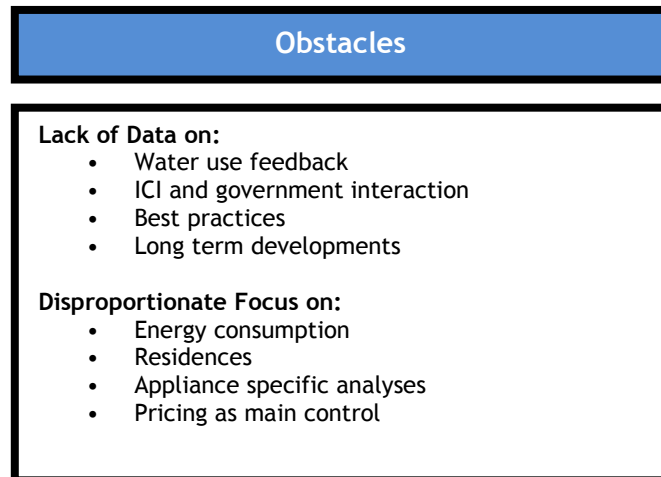 Obstacles
Lack of Data on:
• Water use feedback
• ICI and government interaction
• Best practices
• Long term developments
Disproportionate Focus on:
• Energy consumption
• Residences
• Appliance specific analyses
• Pricing as main control